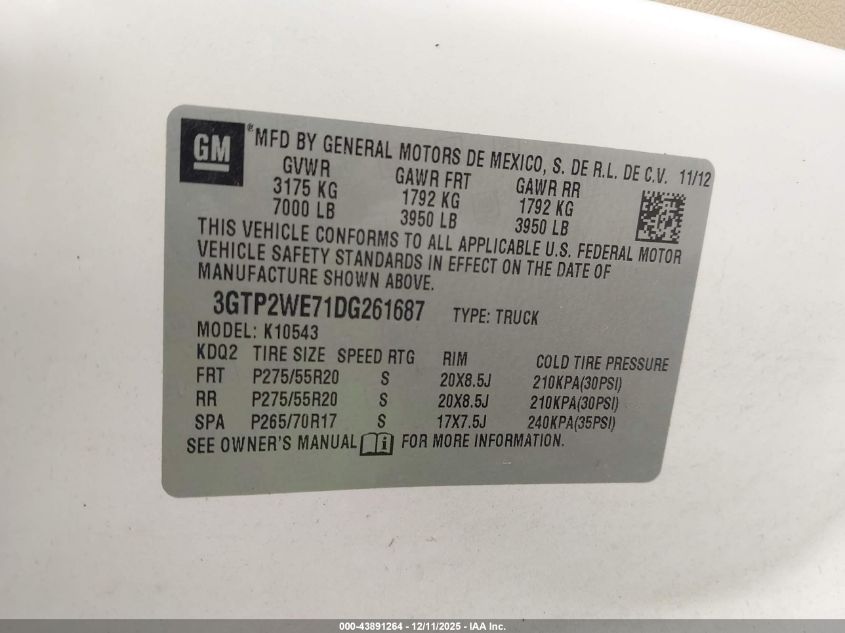 GM
® MFD BY GENERAL MOTORS DE MEXICO, S. DE R.L. DE C.V. 11/12
GVWR GAWR FRT GAWR RR
3175 KG 1792 KG 1792 KG
7000 LB 3950 LB 3950 LB
THIS VEHICLE CONFORMS TO ALL APPLICABLE U.S. FEDERAL MOTOR
VEHICLE SAFETY STANDARDS IN EFFECT ON THE DATE OF
MANUFACTURE SHOWN ABOVE.
3GTP2WE71DG261687 TYPE: TRUCK
MODEL: K10543
KDQ2 TIRE SIZE SPEED RTG RIM COLD TIRE PRESSURE
FRT P275/55R20 S 20X8.5J 210KPA(30PSI)
RR P275/55R20 S 20X8.5J 210KPA(30PSI)
SPA P265/70R17 S 17X7.5J 240KPA(35PSI)
SEE OWNER'S MANUAL i FOR MORE INFORMATION.
000-43891264 - 12/11/2025 - IAA Inc.